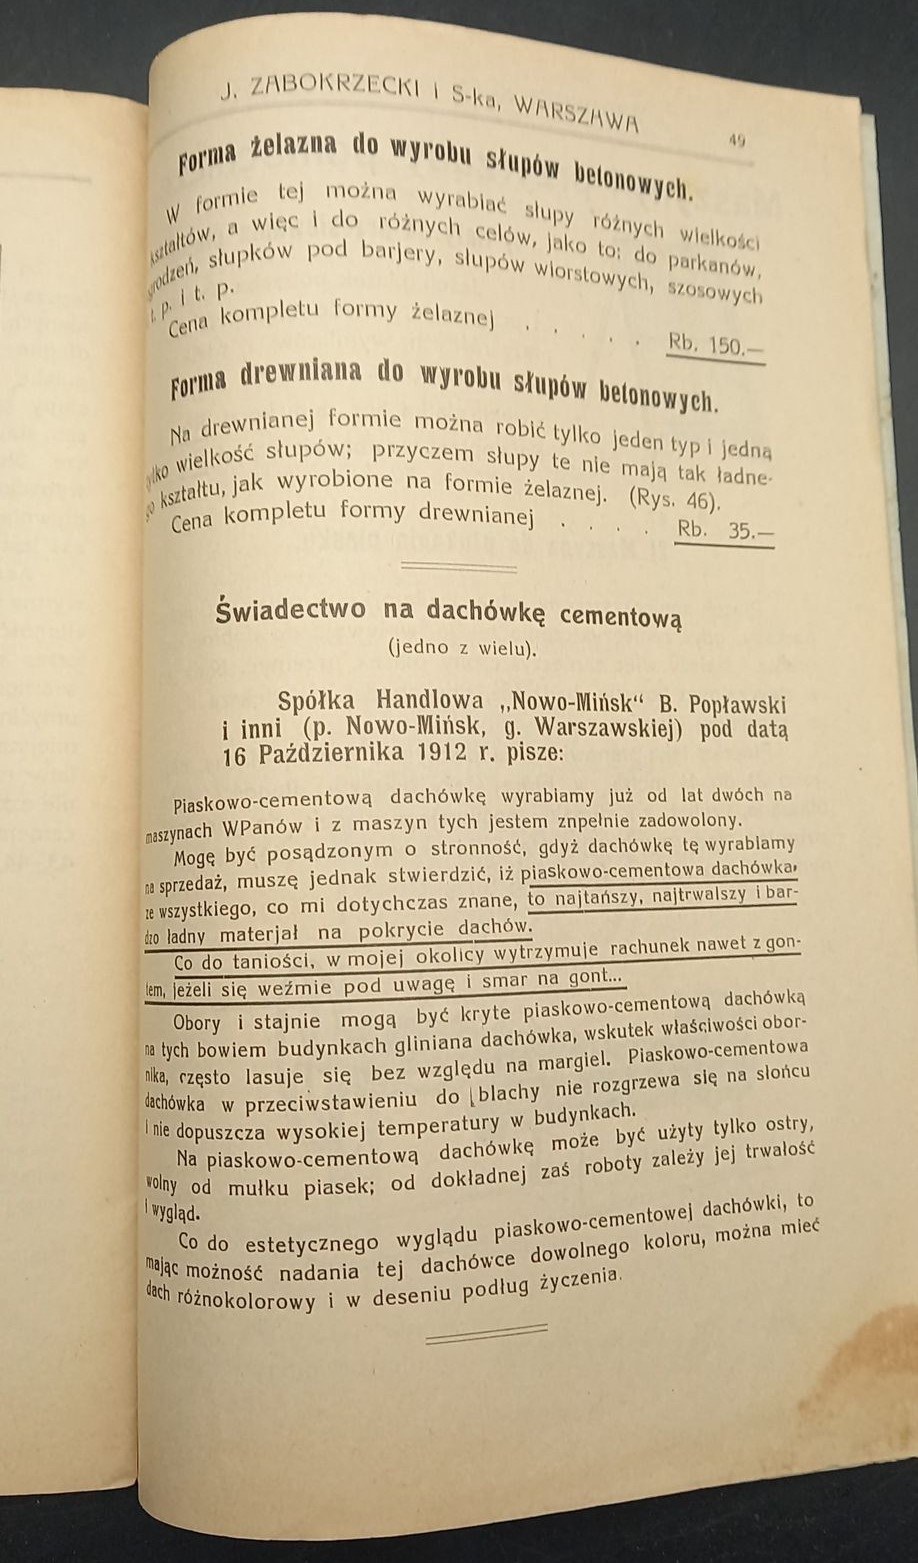 J. ZABOKRZECKI i S-ka, WARSZAWA
49
Forma żelazna do wyrobu słupów betonowych.
W formie tej można wyrabiać słupy różnych wielkości
kształtów, a więc i do różnych celów, jako to: do parkanów,
grodzeń, słupków pod barjery, słupów wiorstowych, szosowych
t. p. i t. p.
Cena kompletu formy żelaznej . . . . . Rb. 150.—
Forma drewniana do wyrobu słupów betonowych.
Na drewnianej formie można robić tylko jeden typ i jedną
tylko wielkość słupów; przyczem słupy te nie mają tak ładne-
go kształtu, jak wyrobione na formie żelaznej. (Rys. 46).
Cena kompletu formy drewnianej . . . . Rb. 35.—
Świadectwo na dachówkę cementową
(jedno z wielu).
Spółka Handlowa „Nowo-Mińsk“ B. Popławski
i inni (p. Nowo-Mińsk, g. Warszawskiej) pod datą
16 Października 1912 r. pisze:
Piaskowo-cementową dachówkę wyrabiamy już od lat dwóch na
maszynach WPanów i z maszyn tych jestem znpełnie zadowolony.
Mogę być posądzonym o stronność, gdyż dachówkę tę wyrabiamy
na sprzedaż, muszę jednak stwierdzić, iż piaskowo-cementowa dachówka,
ze wszystkiego, co mi dotychczas znane, to najtańszy, najtrwalszy i bar-
dzo ładny materjał na pokrycie dachów.
Co do taniości, w mojej okolicy wytrzymuje rachunek nawet z gon-
tem, jeżeli się weźmie pod uwagę i smar na gont...
Obory i stajnie mogą być kryte piaskowo-cementową dachówką
na tych bowiem budynkach gliniana dachówka, wskutek właściwości obor-
nika, często lasuje się bez względu na margiel. Piaskowo-cementowa
dachówka w przeciwstawieniu do blachy nie rozgrzewa się na słońcu
i nie dopuszcza wysokiej temperatury w budynkach.
Na piaskowo-cementową dachówkę może być użyty tylko ostry,
wolny od mułku piasek; od dokładnej zaś roboty zależy jej trwałość
i wygląd.
Co do estetycznego wyglądu piaskowo-cementowej dachówki, to
mając możność nadania tej dachówce dowolnego koloru, można mieć
dach różnokolorowy i w deseniu podług życzenia.